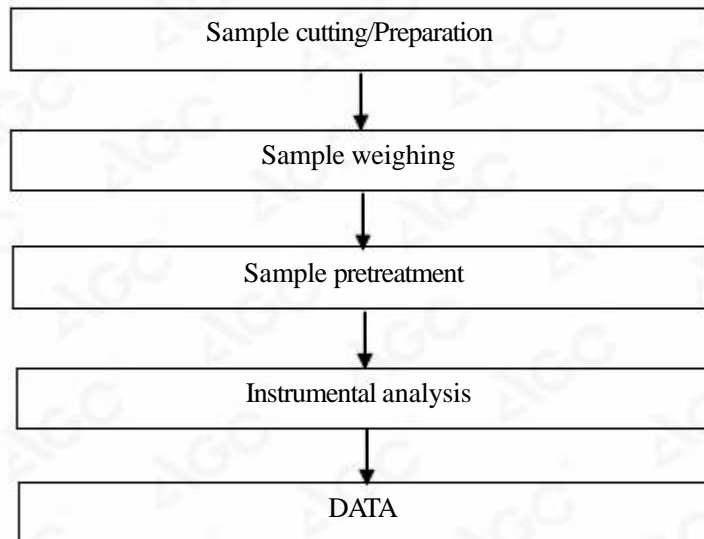 Sample cutting/Preparation
Sample weighing
Sample pretreatment
Instrumental analysis
DATA